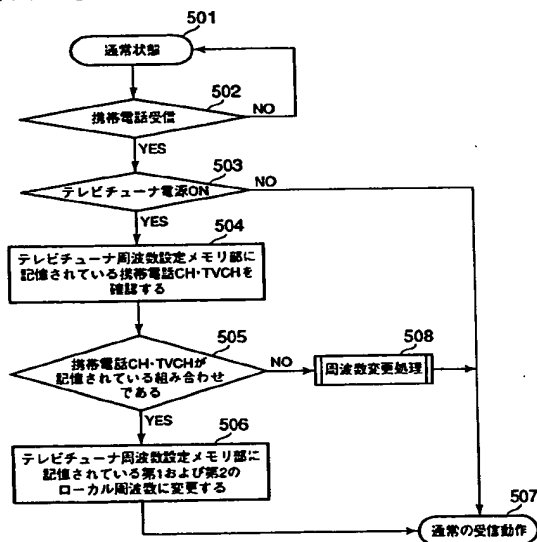 501
通常状態
502
携帯電話受信
NO
YES
503
テレビチューナ電源ON
NO
YES
504
テレビチューナ周波数設定メモリ部に
記憶されている携帯電話CH・TVCHを
確認する
505
携帯電話CH・TVCHが
記憶されている組み合わせ
である
NO
508
周波数変更処理
YES
506
テレビチューナ周波数設定メモリ部に
記憶されている第1および第2の
ローカル周波数に変更する
507
通常の受信動作